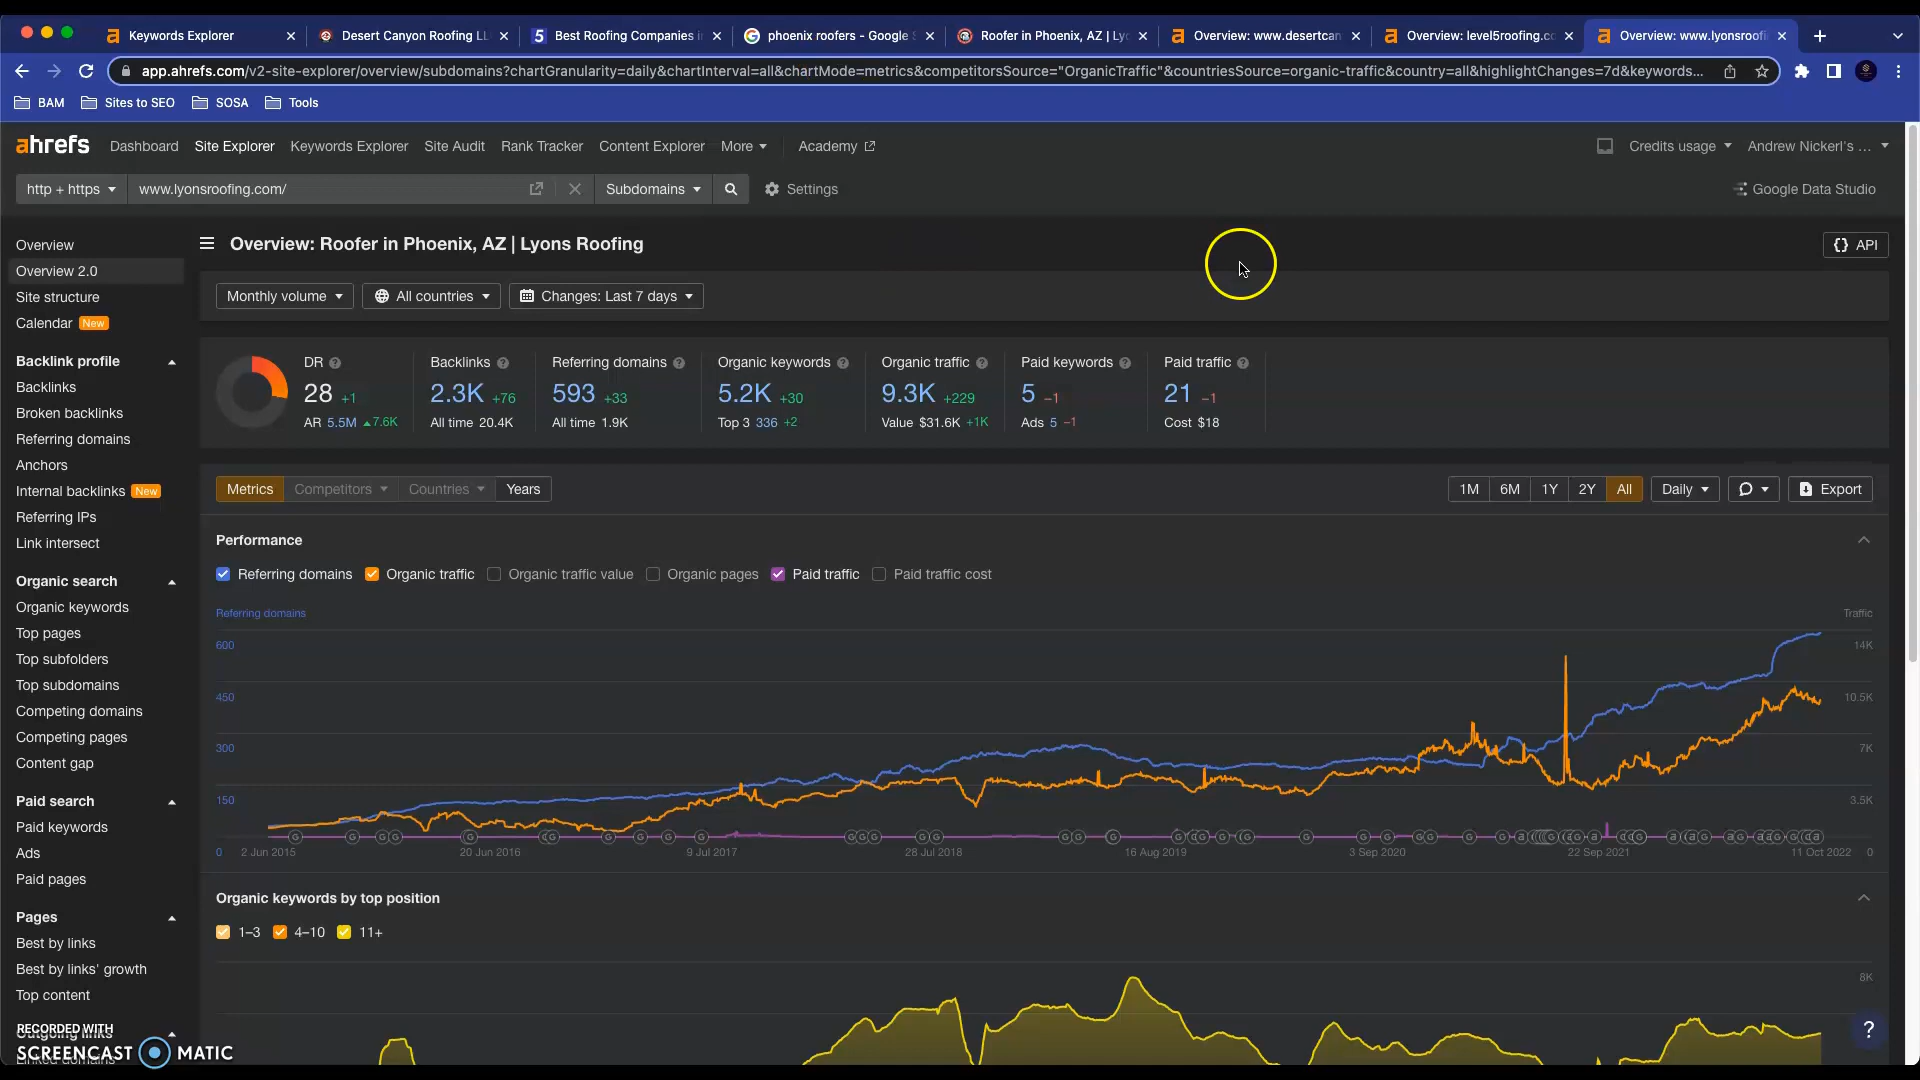 Keywords Explorer
Desert Canyon Roofing LL
Best Roofing Companies in
phoenix roofers - Google S
Roofer in Phoenix, AZ | Ly
Overview: www.desertcan
Overview: level5roofing.co
Overview: www.lyonsroofi
app.ahrefs.com/v2-site-explorer/overview/subdomains?chartGranularity=daily&chartInterval=all&chartMode=metrics&competitorsSource="OrganicTraffic"&countriesSource=organic-traffic&country=all&highlightChanges=7d&keywords...
BAM Sites to SEO SOSA Tools
ahrefs Dashboard Site Explorer Keywords Explorer Site Audit Rank Tracker Content Explorer More Academy Credits usage Andrew Nickerl's ...
http + https www.lyonsroofing.com/ Subdomains Settings Google Data Studio
Overview
Overview 2.0
Site structure
Calendar New
Backlink profile
Backlinks
Broken backlinks
Referring domains
Anchors
Internal backlinks New
Referring IPs
Link intersect
Organic search
Organic keywords
Top pages
Top subfolders
Top subdomains
Competing domains
Competing pages
Content gap
Paid search
Paid keywords
Ads
Paid pages
Pages
Best by links
Best by links' growth
Top content
Outgoing links
Linked domains
RECORDED WITH
SCREENCAST MATIC
Overview: Roofer in Phoenix, AZ | Lyons Roofing
{} API
Monthly volume All countries Changes: Last 7 days
DR Backlinks Referring domains Organic keywords Organic traffic Paid keywords Paid traffic
28 +1 2.3K +76 593 +33 5.2K +30 9.3K +229 5 −1 21 −1
AR 5.5M 7.6K All time 20.4K All time 1.9K Top 3 336 +2 Value $31.6K +1K Ads 5 −1 Cost $18
Metrics Competitors Countries Years 1M 6M 1Y 2Y All Daily Export
Performance
Referring domains Organic traffic Organic traffic value Organic pages Paid traffic Paid traffic cost
Referring domains Traffic
600 14K
450 10.5K
300 7K
150 3.5K
0 2 Jun 2015 20 Jun 2016 9 Jul 2017 28 Jul 2018 16 Aug 2019 3 Sep 2020 22 Sep 2021 11 Oct 2022 0
Organic keywords by top position
1–3 4–10 11+
8K
?